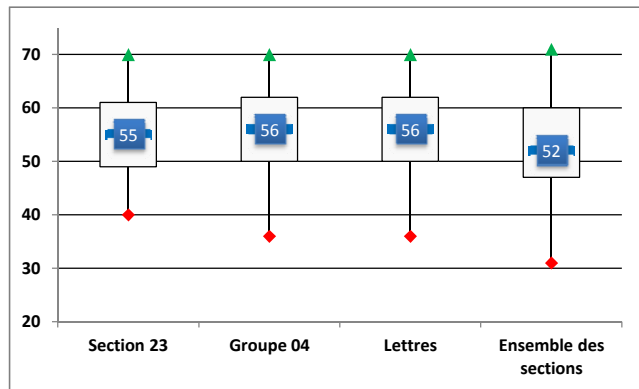 70
60
50
40
30
20
55
56
56
52
Section 23
Groupe 04
Lettres
Ensemble des
sections